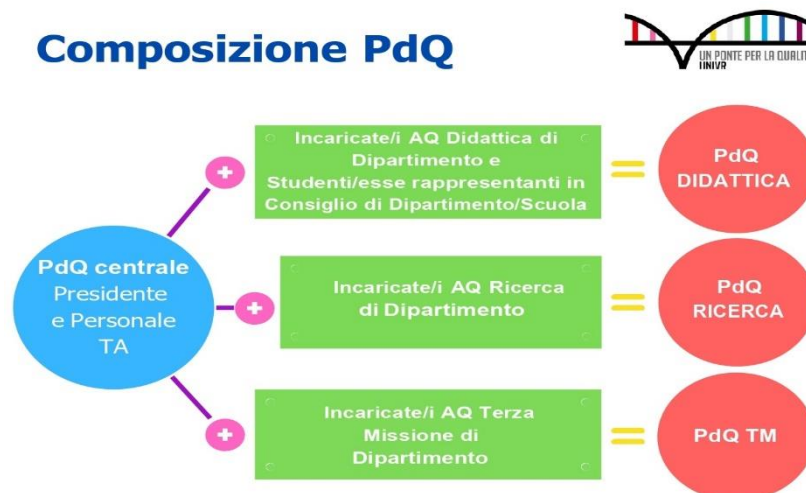 Composizione PdQ
UN PONTE PER LA QUALIT
UNIVR
Incaricate/i AQ Didattica di
Dipartimento e
Studenti/esse rappresentanti in
Consiglio di Dipartimento/Scuola
PdQ
DIDATTICA
PdQ centrale
Presidente
e Personale
TA
Incaricate/i AQ Ricerca
di Dipartimento
PdQ
RICERCA
Incaricate/i AQ Terza
Missione di
Dipartimento
PdQ TM